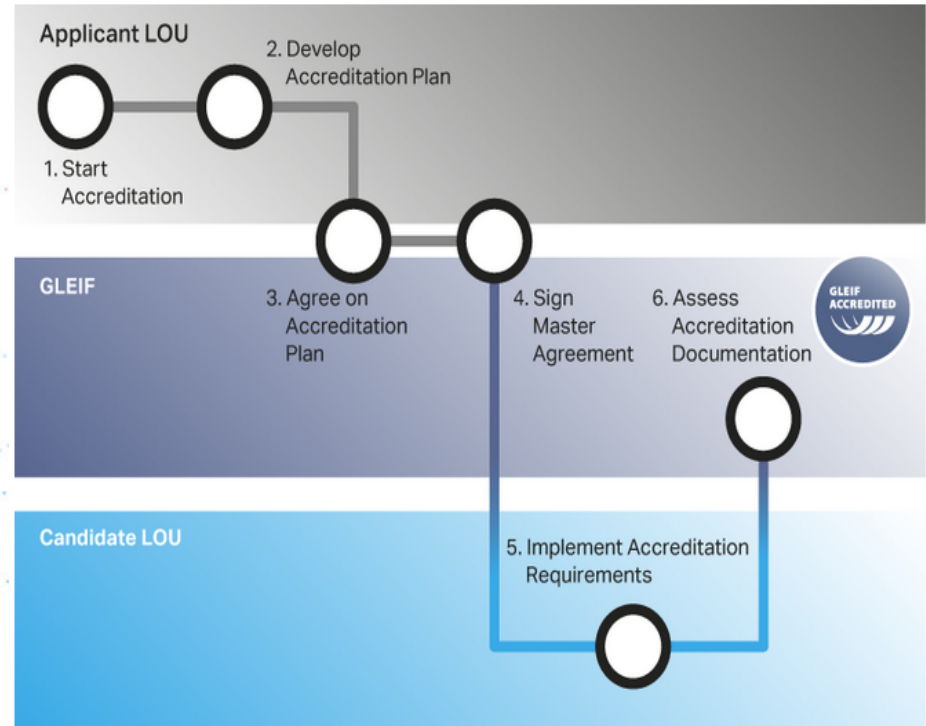 Applicant LOU
2. Develop
Accreditation Plan
1. Start
Accreditation
GLEIF
3. Agree on
Accreditation
Plan
4. Sign
Master
Agreement
6. Assess
Accreditation
Documentation
GLEIF
ACCREDITED
Candidate LOU
5. Implement Accreditation
Requirements